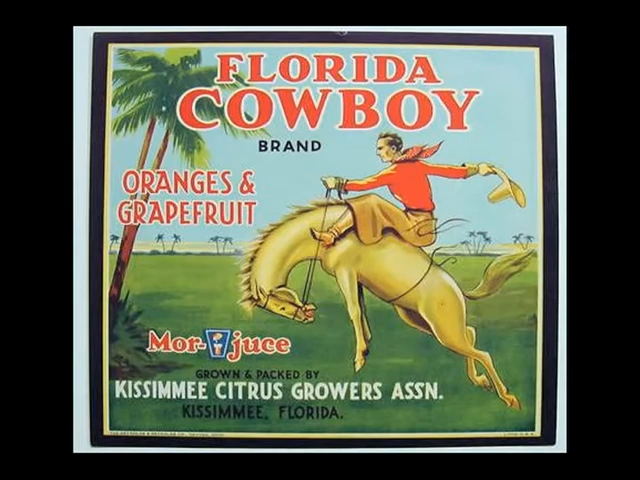 FLORIDA
COWBOY
BRAND
ORANGES &
GRAPEFRUIT
Mor-juce
GROWN & PACKED BY
KISSIMMEE CITRUS GROWERS ASSN.
KISSIMMEE, FLORIDA.